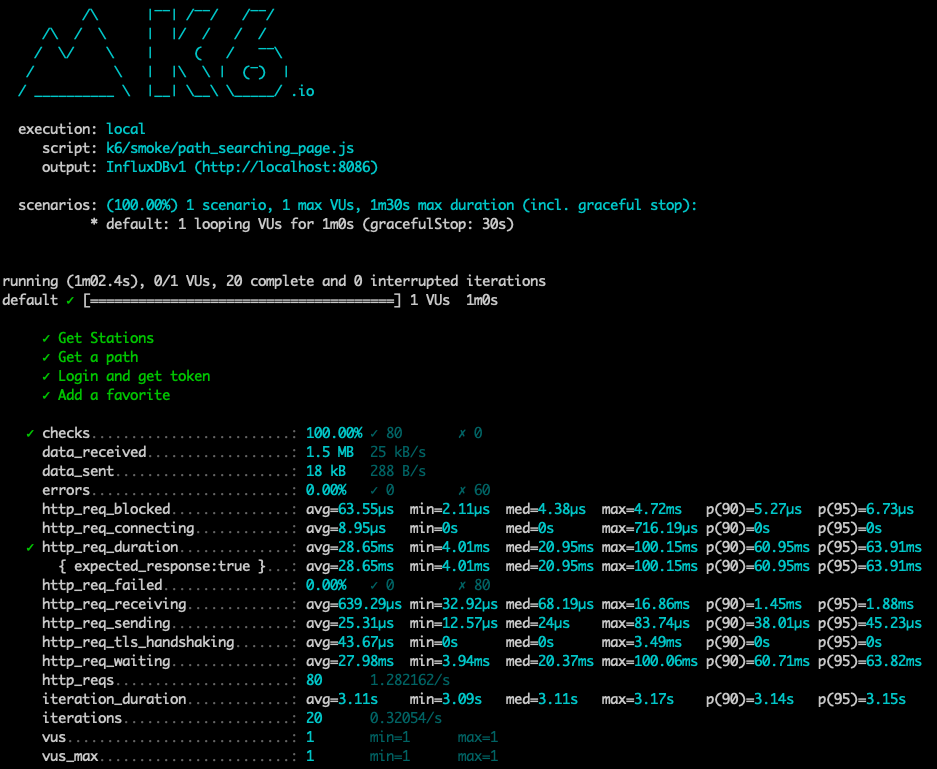 .io
execution: local
script: k6/smoke/path_searching_page.js
output: InfluxDBv1 (http://localhost:8086)
scenarios: (100.00%) 1 scenario, 1 max VUs, 1m30s max duration (incl. graceful stop):
* default: 1 looping VUs for 1m0s (gracefulStop: 30s)
running (1m02.4s), 0/1 VUs, 20 complete and 0 interrupted iterations
default ✓ [======================================] 1 VUs  1m0s
✓ Get Stations
✓ Get a path
✓ Login and get token
✓ Add a favorite
✓ checks.........................: 100.00% ✓ 80 ✗ 0
data_received..................: 1.5 MB 25 kB/s
data_sent......................: 18 kB 288 B/s
errors.........................: 0.00% ✓ 0 ✗ 60
http_req_blocked...............: avg=63.55µs min=2.11µs med=4.38µs max=4.72ms p(90)=5.27µs p(95)=6.73µs
http_req_connecting............: avg=8.95µs min=0s med=0s max=716.19µs p(90)=0s p(95)=0s
✓ http_req_duration..............: avg=28.65ms min=4.01ms med=20.95ms max=100.15ms p(90)=60.95ms p(95)=63.91ms
{ expected_response:true }...: avg=28.65ms min=4.01ms med=20.95ms max=100.15ms p(90)=60.95ms p(95)=63.91ms
http_req_failed................: 0.00% ✓ 0 ✗ 80
http_req_receiving.............: avg=639.29µs min=32.92µs med=68.19µs max=16.86ms p(90)=1.45ms p(95)=1.88ms
http_req_sending...............: avg=25.31µs min=12.57µs med=24µs max=83.74µs p(90)=38.01µs p(95)=45.23µs
http_req_tls_handshaking.......: avg=43.67µs min=0s med=0s max=3.49ms p(90)=0s p(95)=0s
http_req_waiting...............: avg=27.98ms min=3.94ms med=20.37ms max=100.06ms p(90)=60.71ms p(95)=63.82ms
http_reqs......................: 80 1.282162/s
iteration_duration.............: avg=3.11s min=3.09s med=3.11s max=3.17s p(90)=3.14s p(95)=3.15s
iterations.....................: 20 0.32054/s
vus............................: 1 min=1 max=1
vus_max........................: 1 min=1 max=1